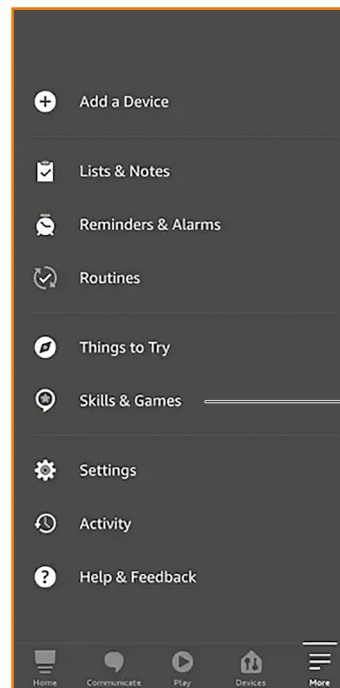 Add a Device
Lists & Notes
Reminders & Alarms
Routines
Things to Try
Skills & Games
Settings
Activity
Help & Feedback
Home Communicate Play Devices More